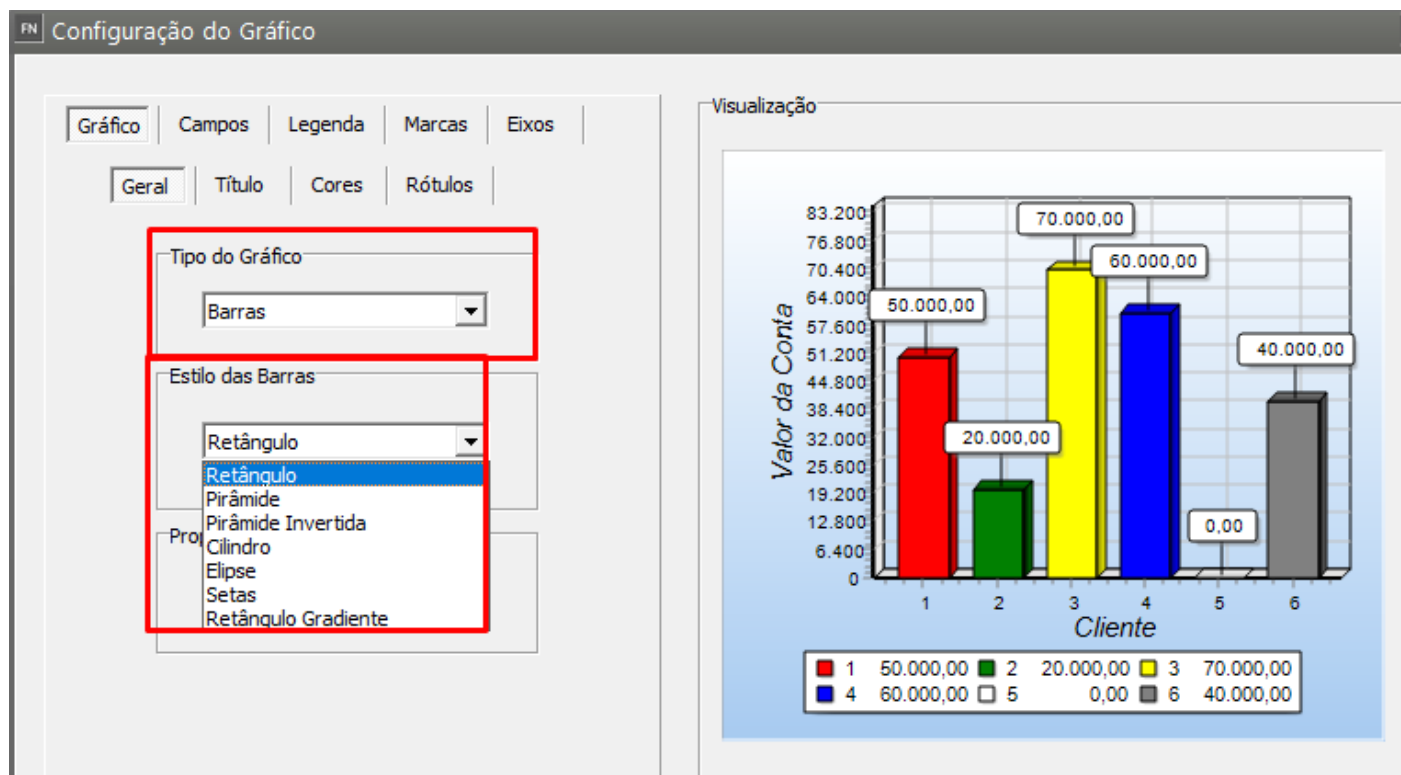 FN Configuração do Gráfico
Gráfico Campos Legenda Marcas Eixos
Geral Título Cores Rótulos
Tipo do Gráfico
Barras
Estilo das Barras
Retângulo
Retângulo
Pirâmide
Pirâmide Invertida
Cilindro
Elipse
Setas
Retângulo Gradiente
Visualização
Valor da Conta
83.200
76.800
70.400
64.000
57.600
51.200
44.800
38.400
32.000
25.600
19.200
12.800
6.400
0
50.000,00
20.000,00
70.000,00
60.000,00
0,00
40.000,00
1 2 3 4 5 6
Cliente
1 50.000,00 2 20.000,00 3 70.000,00
4 60.000,00 5 0,00 6 40.000,00